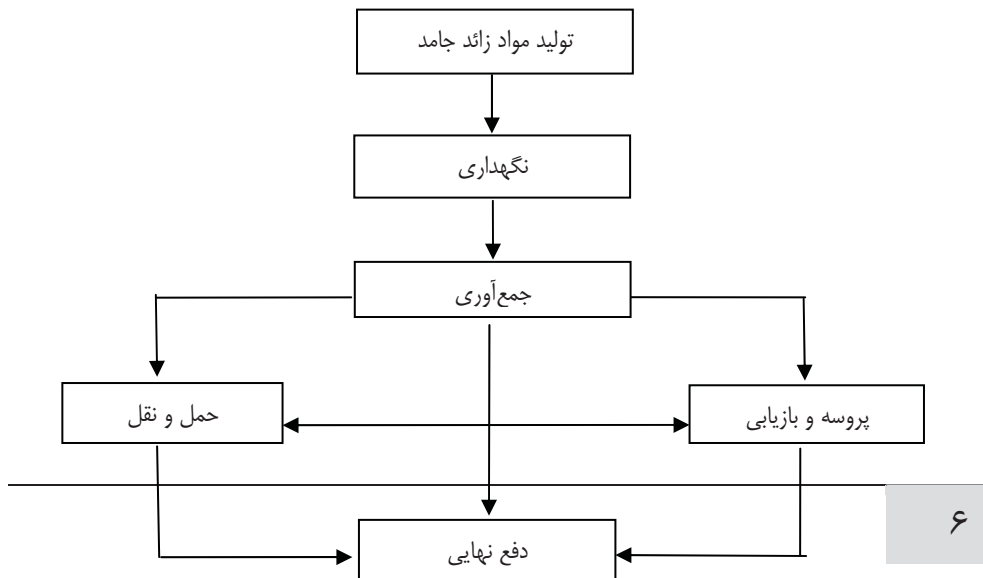 تولید مواد زائد جامد
نگهداری
جمع‌آوری
پروسه و بازیابی
حمل و نقل
دفع نهایی
۶